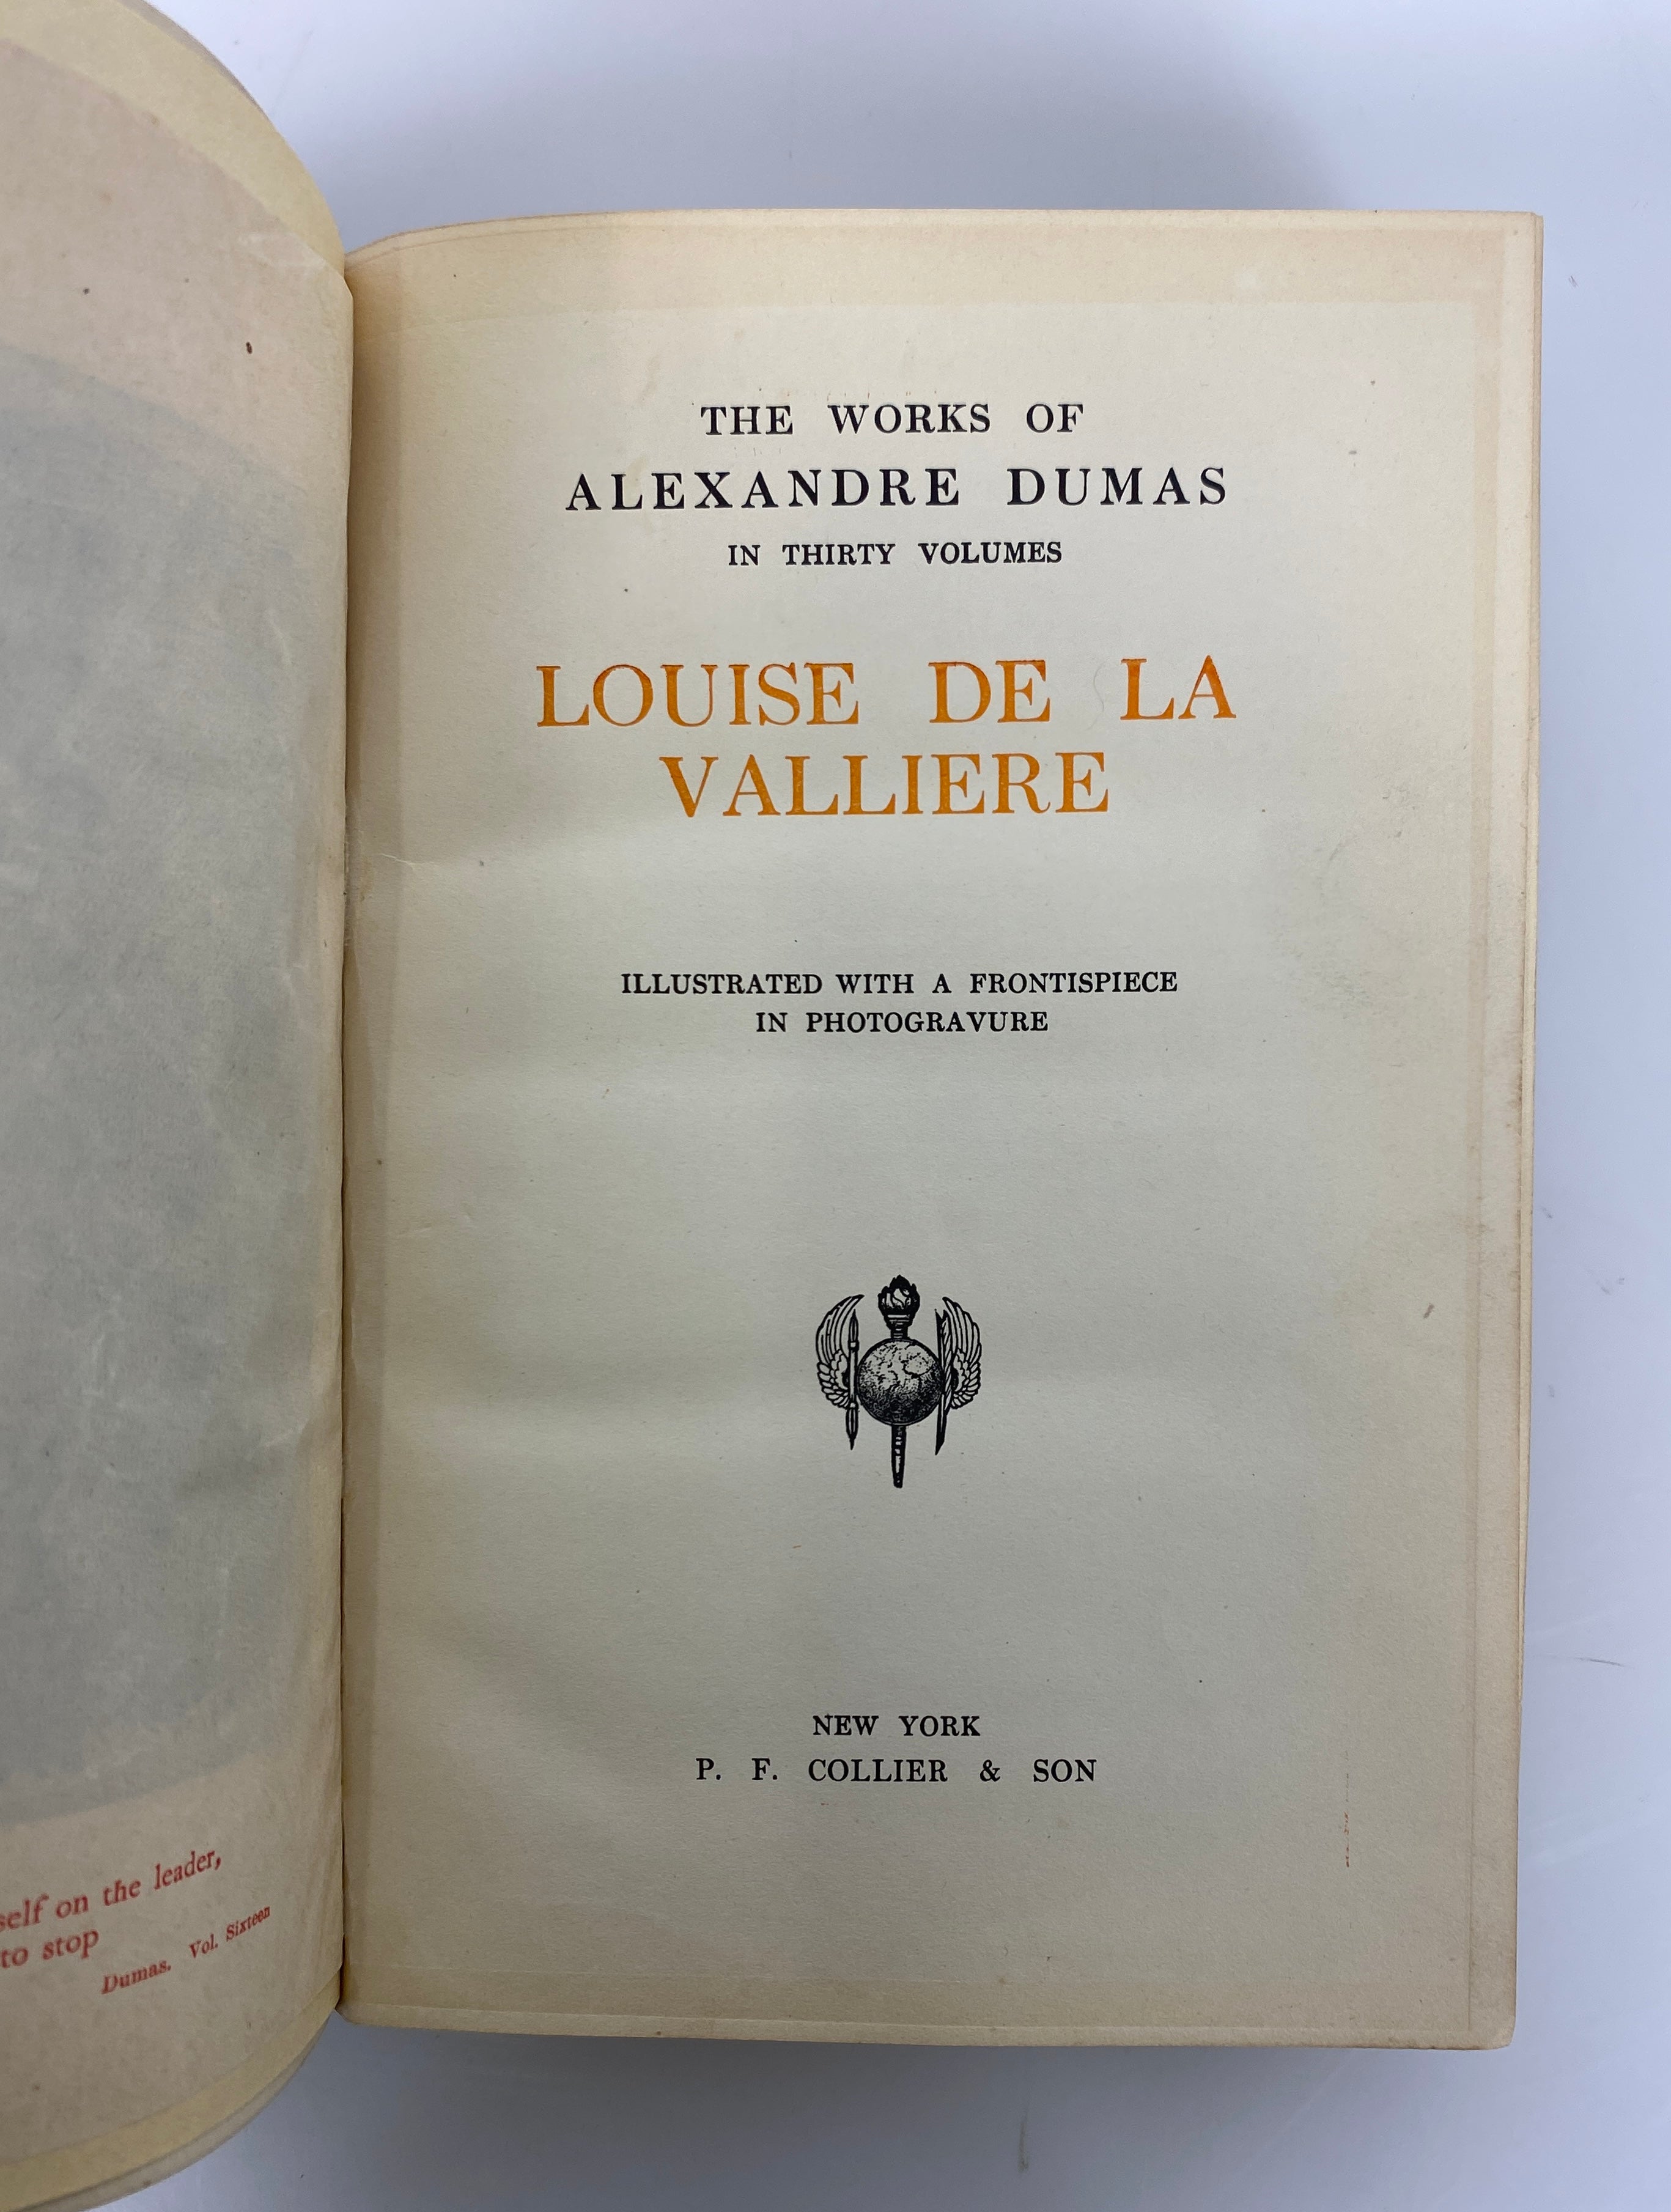 self on the leader,
to stop
Dumas. Vol. Sixteen
THE WORKS OF
ALEXANDRE DUMAS
IN THIRTY VOLUMES
LOUISE DE LA
VALLIERE
ILLUSTRATED WITH A FRONTISPIECE
IN PHOTOGRAVURE
NEW YORK
P. F. COLLIER & SON